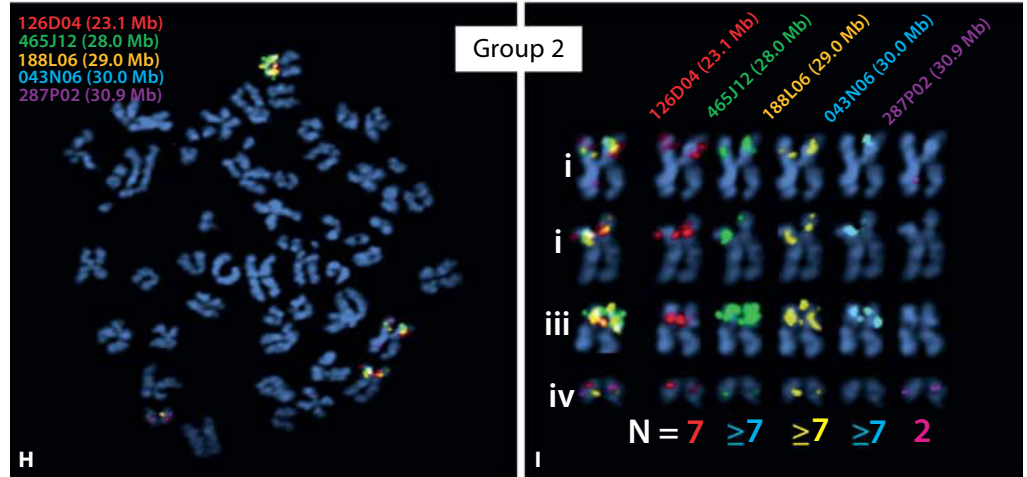 126D04 (23.1 Mb)
465J12 (28.0 Mb)
188L06 (29.0 Mb)
043N06 (30.0 Mb)
287P02 (30.9 Mb)
Group 2
H
126D04 (23.1 Mb)
465J12 (28.0 Mb)
188L06 (29.0 Mb)
043N06 (30.0 Mb)
287P02 (30.9 Mb)
i
i
iii
iv
N = 7 ≥7 ≥7 ≥7 2
I